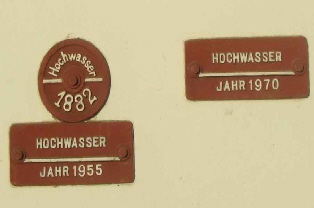 Hochwasser
1882
HOCHWASSER
JAHR 1955
HOCHWASSER
JAHR 1970